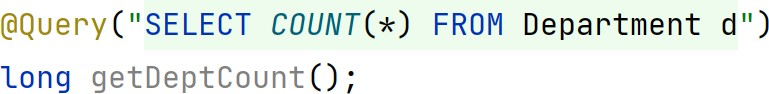 @Query("SELECT COUNT(*) FROM Department d")
long getDeptCount();